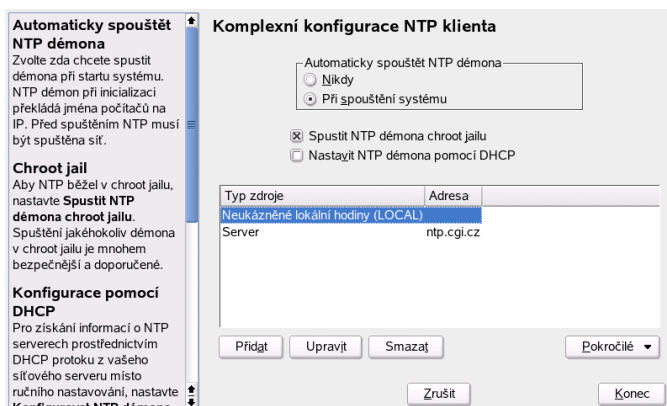 Automaticky spouštět
NTP démona
Zvolte zda chcete spustit
démona při startu systému.
NTP démon při inicializaci
překládá jména počítačů na
IP. Před spuštěním NTP musí
být spuštěna síť.
Chroot jail
Aby NTP běžel v chroot jailu,
nastavte Spustit NTP
démona chroot jailu.
Spuštění jakéhokoliv démona
v chroot jailu je mnohem
bezpečnější a doporučené.
Konfigurace pomocí
DHCP
Pro získání informací o NTP
serverech prostřednictvím
DHCP protoku z vašeho
síťového serveru místo
ručního nastavování, nastavte
Konfigurovat NTP démona
Komplexní konfigurace NTP klienta
Automaticky spouštět NTP démona
Nikdy
Při spouštění systému
Spustit NTP démona chroot jailu
Nastavit NTP démona pomocí DHCP
Typ zdroje Adresa
Neukázněné lokální hodiny (LOCAL)
Server ntp.cgi.cz
Přidat Upravit Smazat Pokročilé
Zrušit Konec